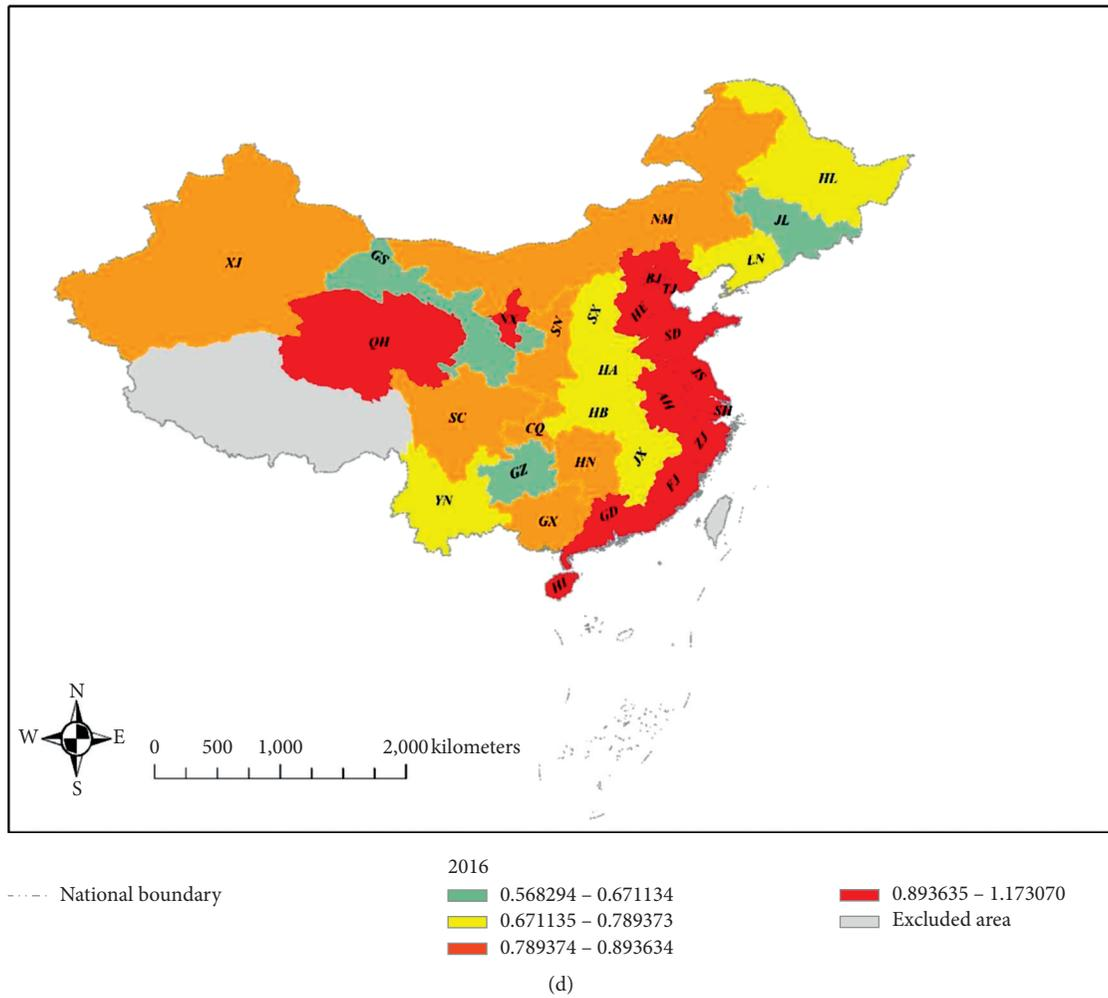 HL
JL
NM
LN
GS
XJ
BJ
TJ
SX
HE
NX
SN
SD
QH
HA
JS
AH
SH
HB
SC
CQ
ZJ
JX
HN
GZ
FJ
YN
GD
GX
HI
N
W E
S
0 500 1,000 2,000 kilometers
National boundary
2016
0.568294 – 0.671134
0.671135 – 0.789373
0.789374 – 0.893634
0.893635 – 1.173070
Excluded area
(d)